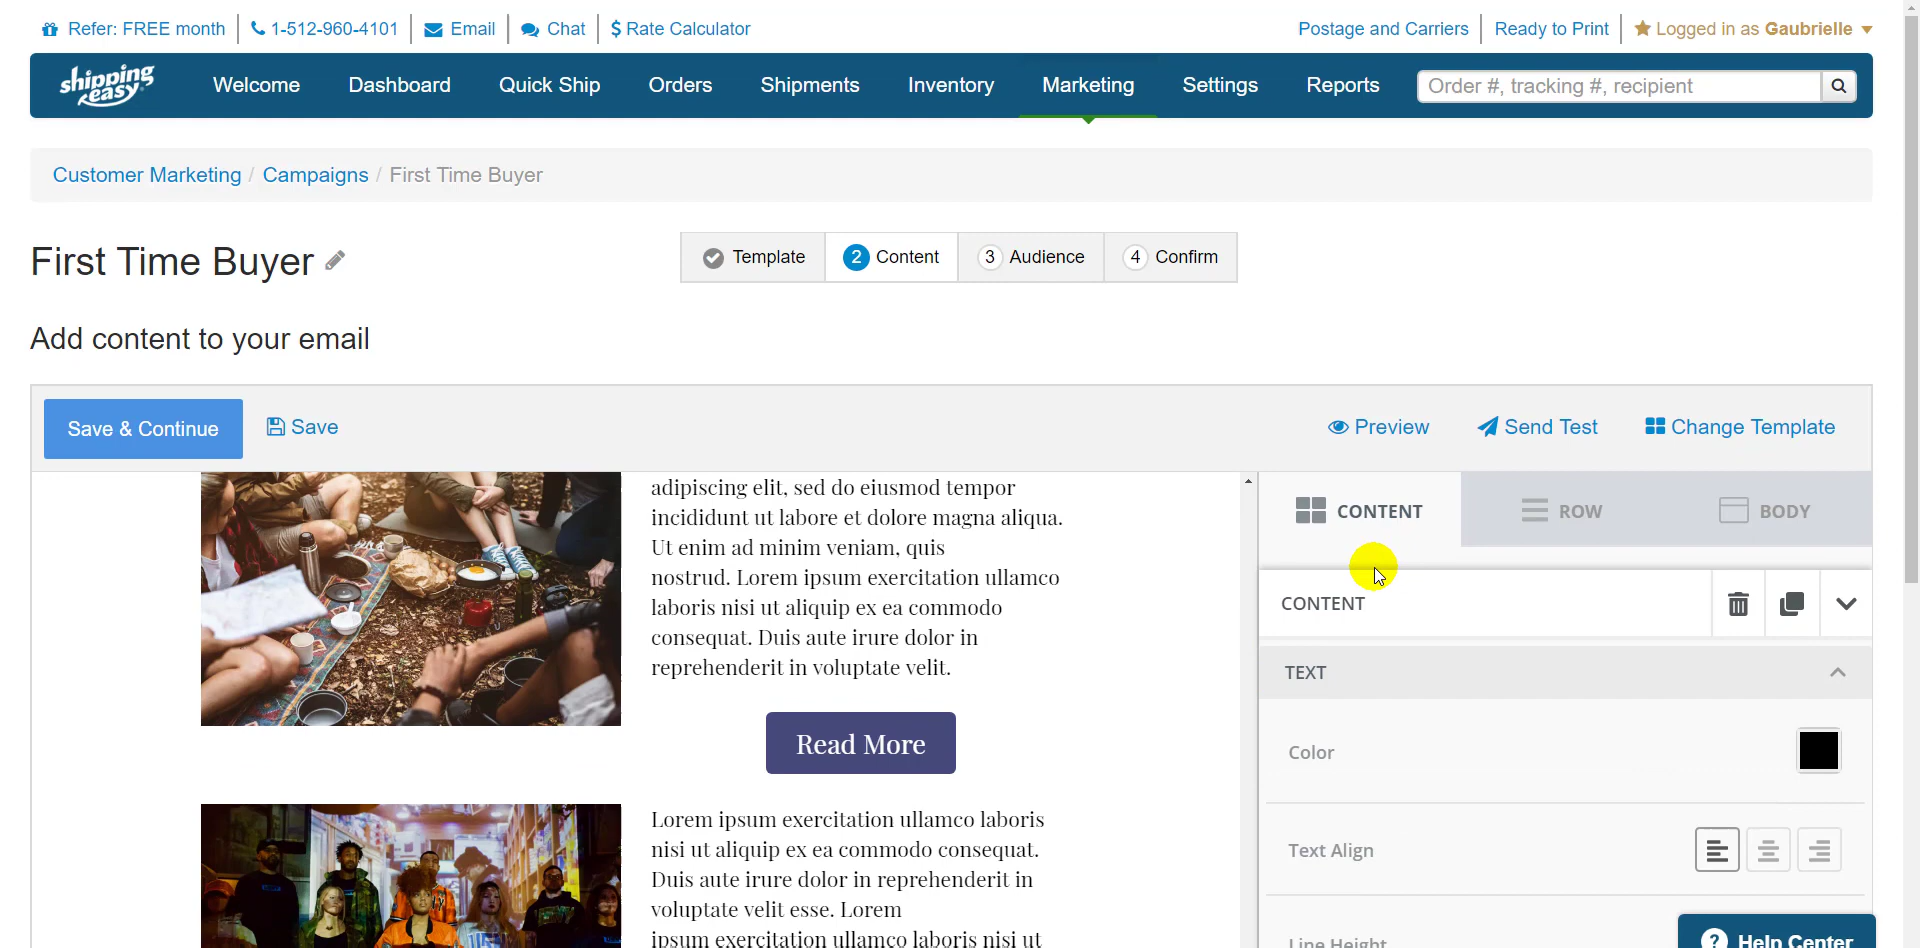 Refer: FREE month
1-512-960-4101
Email
Chat
$ Rate Calculator
Postage and Carriers
Ready to Print
Logged in as Gaubrielle
shipping easy
Welcome
Dashboard
Quick Ship
Orders
Shipments
Inventory
Marketing
Settings
Reports
Order #, tracking #, recipient
Customer Marketing / Campaigns / First Time Buyer
First Time Buyer
Template
2 Content
3 Audience
4 Confirm
Add content to your email
Save & Continue
Save
Preview
Send Test
Change Template
adipiscing elit, sed do eiusmod tempor
incididunt ut labore et dolore magna aliqua.
Ut enim ad minim veniam, quis
nostrud. Lorem ipsum exercitation ullamco
laboris nisi ut aliquip ex ea commodo
consequat. Duis aute irure dolor in
reprehenderit in voluptate velit.
Read More
Lorem ipsum exercitation ullamco laboris
nisi ut aliquip ex ea commodo consequat.
Duis aute irure dolor in reprehenderit in
voluptate velit esse. Lorem
ipsum exercitation ullamco laboris nisi ut
CONTENT
ROW
BODY
CONTENT
TEXT
Color
Text Align
Line Height
? Help Center